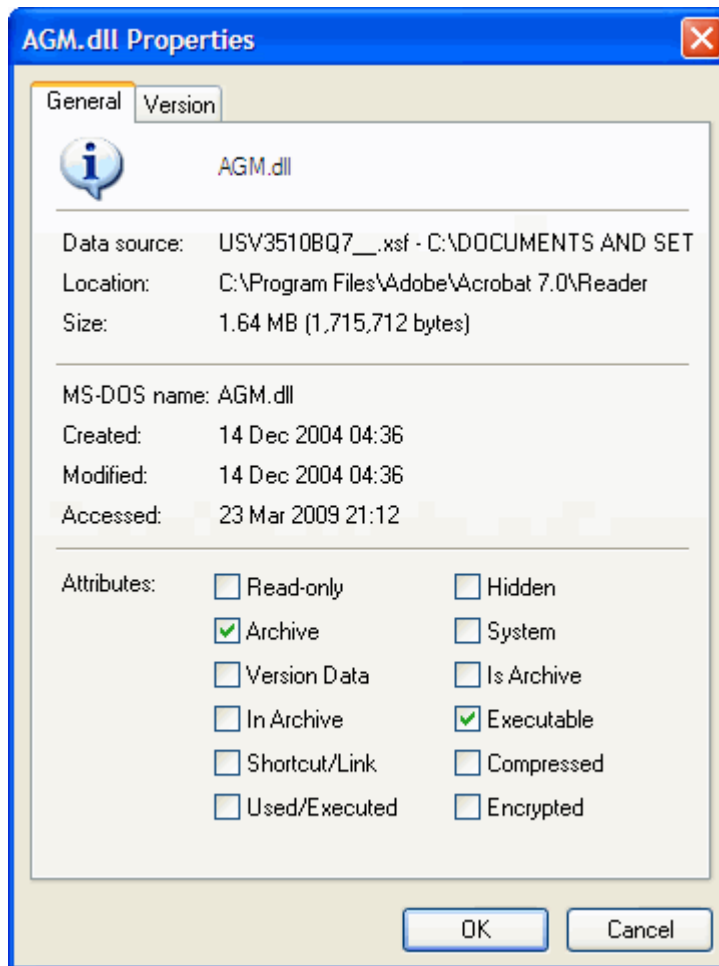 AGM.dll Properties
General Version
AGM.dll
Data source: USV3510BQ7__.xsf - C:\DOCUMENTS AND SET
Location: C:\Program Files\Adobe\Acrobat 7.0\Reader
Size: 1.64 MB (1,715,712 bytes)
MS-DOS name: AGM.dll
Created: 14 Dec 2004 04:36
Modified: 14 Dec 2004 04:36
Accessed: 23 Mar 2009 21:12
Attributes: Read-only Hidden
Archive System
Version Data Is Archive
In Archive Executable
Shortcut/Link Compressed
Used/Executed Encrypted
OK Cancel